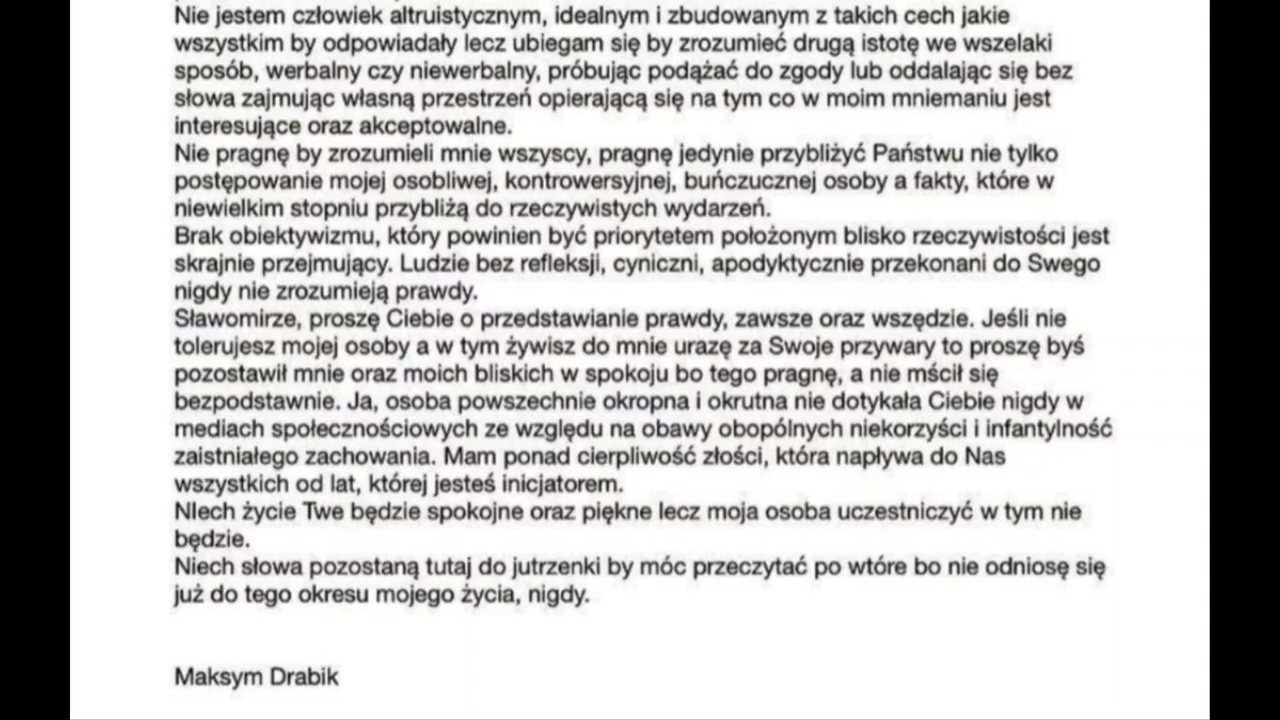 Nie jestem człowiek altruistycznym, idealnym i zbudowanym z takich cech jakie
wszystkim by odpowiadały lecz ubiegam się by zrozumieć drugą istotę we wszelaki
sposób, werbalny czy niewerbalny, próbując podążać do zgody lub oddalając się bez
słowa zajmując własną przestrzeń opierającą się na tym co w moim mniemaniu jest
interesujące oraz akceptowalne.
Nie pragnę by zrozumieli mnie wszyscy, pragnę jedynie przybliżyć Państwu nie tylko
postępowanie mojej osobliwej, kontrowersyjnej, buńczucznej osoby a fakty, które w
niewielkim stopniu przybliżą do rzeczywistych wydarzeń.
Brak obiektywizmu, który powinien być priorytetem położonym blisko rzeczywistości jest
skrajnie przejmujący. Ludzie bez refleksji, cyniczni, apodyktycznie przekonani do Swego
nigdy nie zrozumieją prawdy.
Sławomirze, proszę Ciebie o przedstawianie prawdy, zawsze oraz wszędzie. Jeśli nie
tolerujesz mojej osoby a w tym żywisz do mnie urazę za Swoje przywary to proszę byś
pozostawił mnie oraz moich bliskich w spokoju bo tego pragnę, a nie mścił się
bezpodstawnie. Ja, osoba powszechnie okropna i okrutna nie dotykała Ciebie nigdy w
mediach społecznościowych ze względu na obawy obopólnych niekorzyści i infantylność
zaistniałego zachowania. Mam ponad cierpliwość złości, która napływa do Nas
wszystkich od lat, której jesteś inicjatorem.
NIech życie Twe będzie spokojne oraz piękne lecz moja osoba uczestniczyć w tym nie
będzie.
Niech słowa pozostaną tutaj do jutrzenki by móc przeczytać po wtóre bo nie odniosę się
już do tego okresu mojego życia, nigdy.
Maksym Drabik